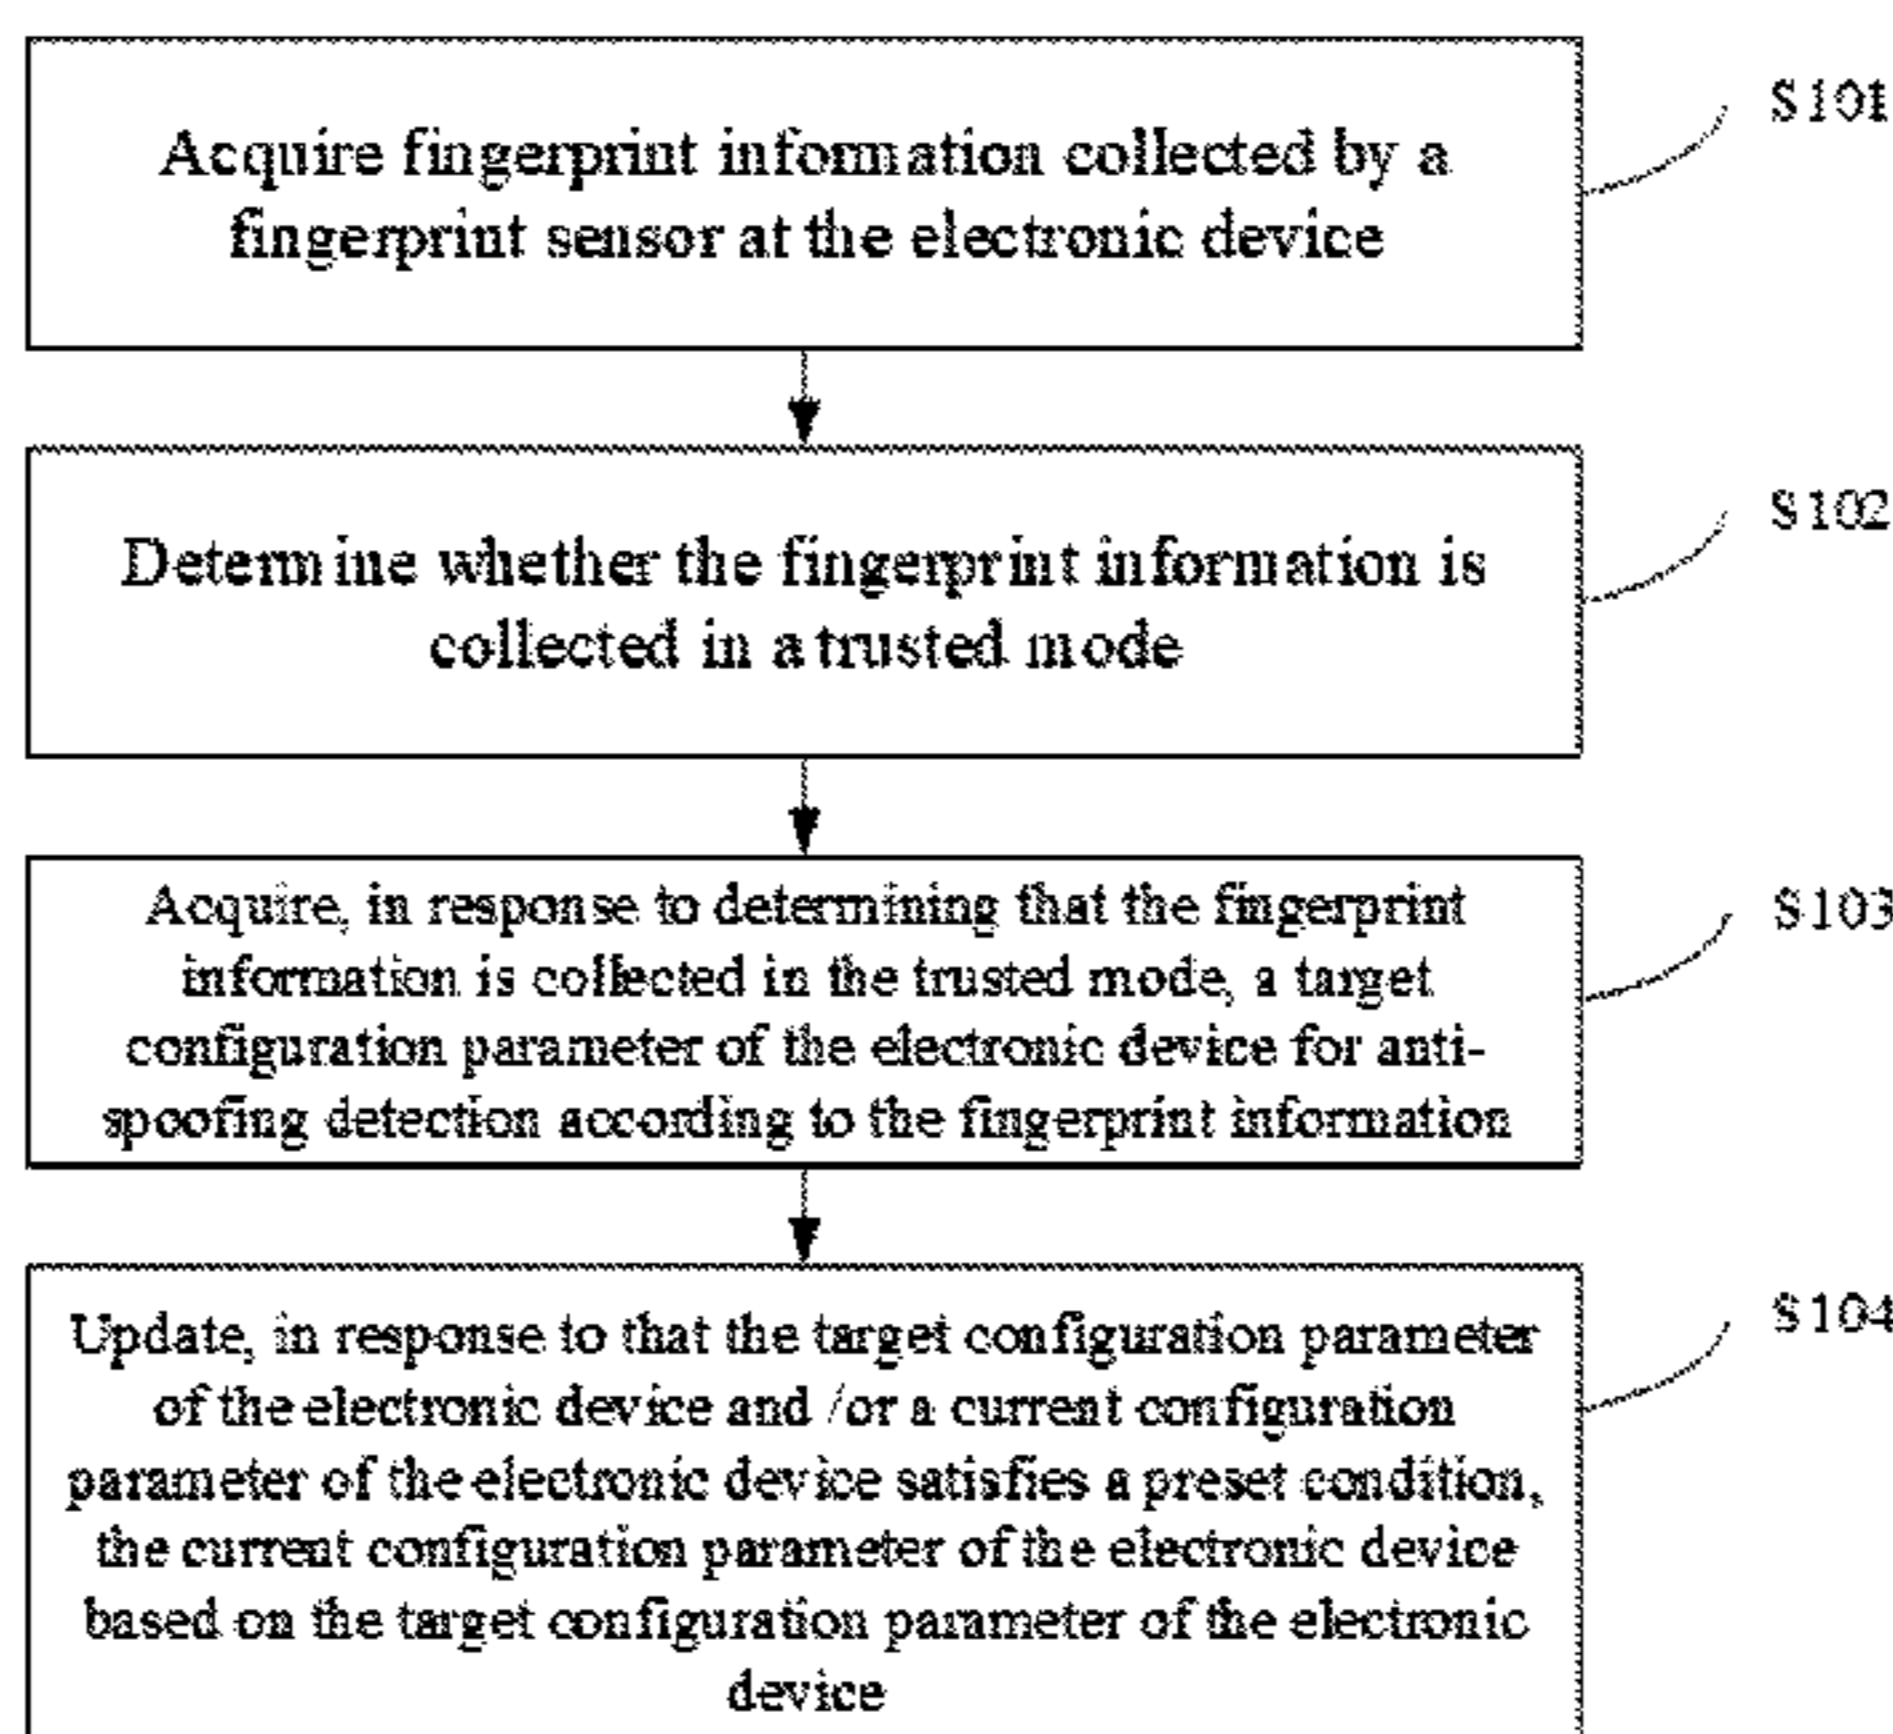 Acquire fingerprint information collected by a
fingerprint sensor at the electronic device
S101
Determine whether the fingerprint information is
collected in a trusted mode
S102
Acquire, in response to determining that the fingerprint
information is collected in the trusted mode, a target
configuration parameter of the electronic device for anti-
spoofing detection according to the fingerprint information
S103
Update, in response to that the target configuration parameter
of the electronic device and /or a current configuration
parameter of the electronic device satisfies a preset condition,
the current configuration parameter of the electronic device
based on the target configuration parameter of the electronic
device
S104